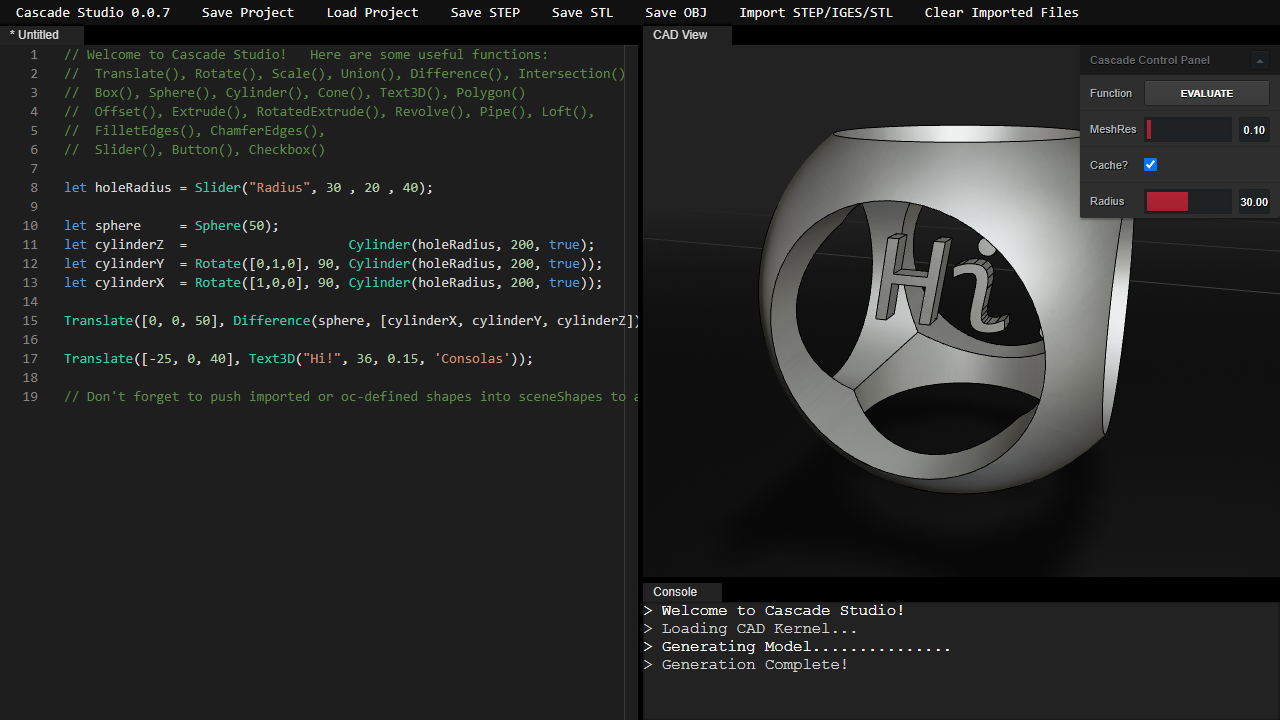 Cascade Studio 0.0.7 Save Project Load Project Save STEP Save STL Save OBJ Import STEP/IGES/STL Clear Imported Files
* Untitled
1 // Welcome to Cascade Studio!   Here are some useful functions:
2 //  Translate(), Rotate(), Scale(), Union(), Difference(), Intersection()
3 //  Box(), Sphere(), Cylinder(), Cone(), Text3D(), Polygon()
4 //  Offset(), Extrude(), RotatedExtrude(), Revolve(), Pipe(), Loft(),
5 //  FilletEdges(), ChamferEdges(),
6 //  Slider(), Button(), Checkbox()
7
8 let holeRadius = Slider("Radius", 30 , 20 , 40);
9
10 let sphere     = Sphere(50);
11 let cylinderZ  =                     Cylinder(holeRadius, 200, true);
12 let cylinderY  = Rotate([0,1,0], 90, Cylinder(holeRadius, 200, true));
13 let cylinderX  = Rotate([1,0,0], 90, Cylinder(holeRadius, 200, true));
14
15 Translate([0, 0, 50], Difference(sphere, [cylinderX, cylinderY, cylinderZ])
16
17 Translate([-25, 0, 40], Text3D("Hi!", 36, 0.15, 'Consolas'));
18
19 // Don't forget to push imported or oc-defined shapes into sceneShapes to a
CAD View
Cascade Control Panel
Function EVALUATE
MeshRes 0.10
Cache?
Radius 30.00
Hi
Console
> Welcome to Cascade Studio!
> Loading CAD Kernel...
> Generating Model...............
> Generation Complete!